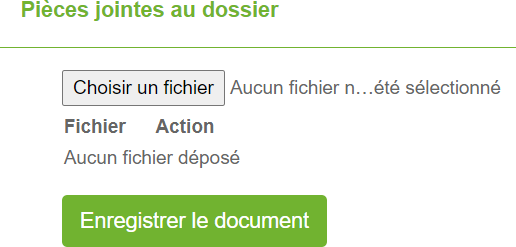 Pièces jointes au dossier
Choisir un fichier Aucun fichier n…été sélectionné
Fichier Action
Aucun fichier déposé
Enregistrer le document